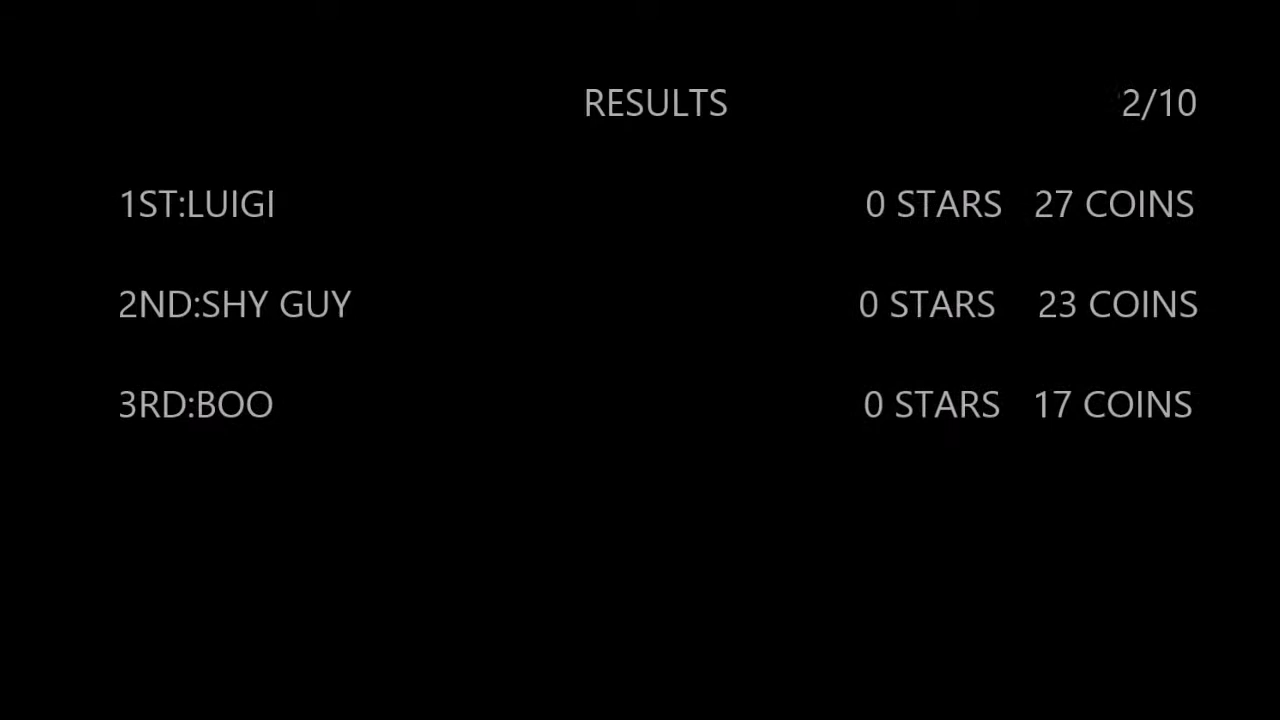 RESULTS 2/10
1ST:LUIGI 0 STARS 27 COINS
2ND:SHY GUY 0 STARS 23 COINS
3RD:BOO 0 STARS 17 COINS